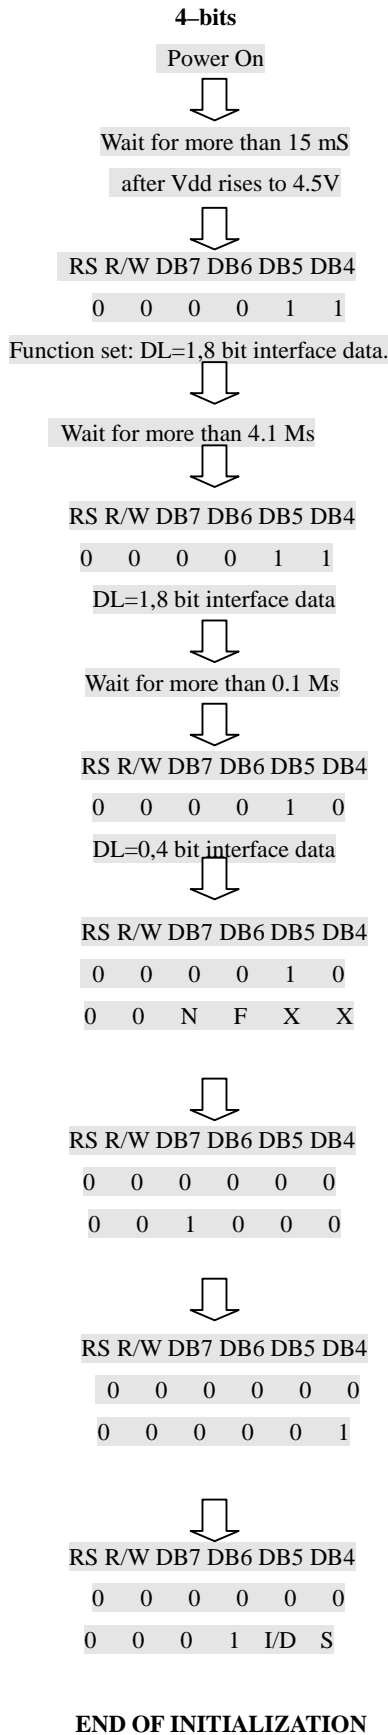 4–bits
Power On
Wait for more than 15 mS
after Vdd rises to 4.5V
RS R/W DB7 DB6 DB5 DB4
0 0 0 0 1 1
Function set: DL=1,8 bit interface data.
Wait for more than 4.1 Ms
RS R/W DB7 DB6 DB5 DB4
0 0 0 0 1 1
DL=1,8 bit interface data
Wait for more than 0.1 Ms
RS R/W DB7 DB6 DB5 DB4
0 0 0 0 1 0
DL=0,4 bit interface data
RS R/W DB7 DB6 DB5 DB4
0 0 0 0 1 0
0 0 N F X X
RS R/W DB7 DB6 DB5 DB4
0 0 0 0 0 0
0 0 1 0 0 0
RS R/W DB7 DB6 DB5 DB4
0 0 0 0 0 0
0 0 0 0 0 1
RS R/W DB7 DB6 DB5 DB4
0 0 0 0 0 0
0 0 0 1 I/D S
END OF INITIALIZATION